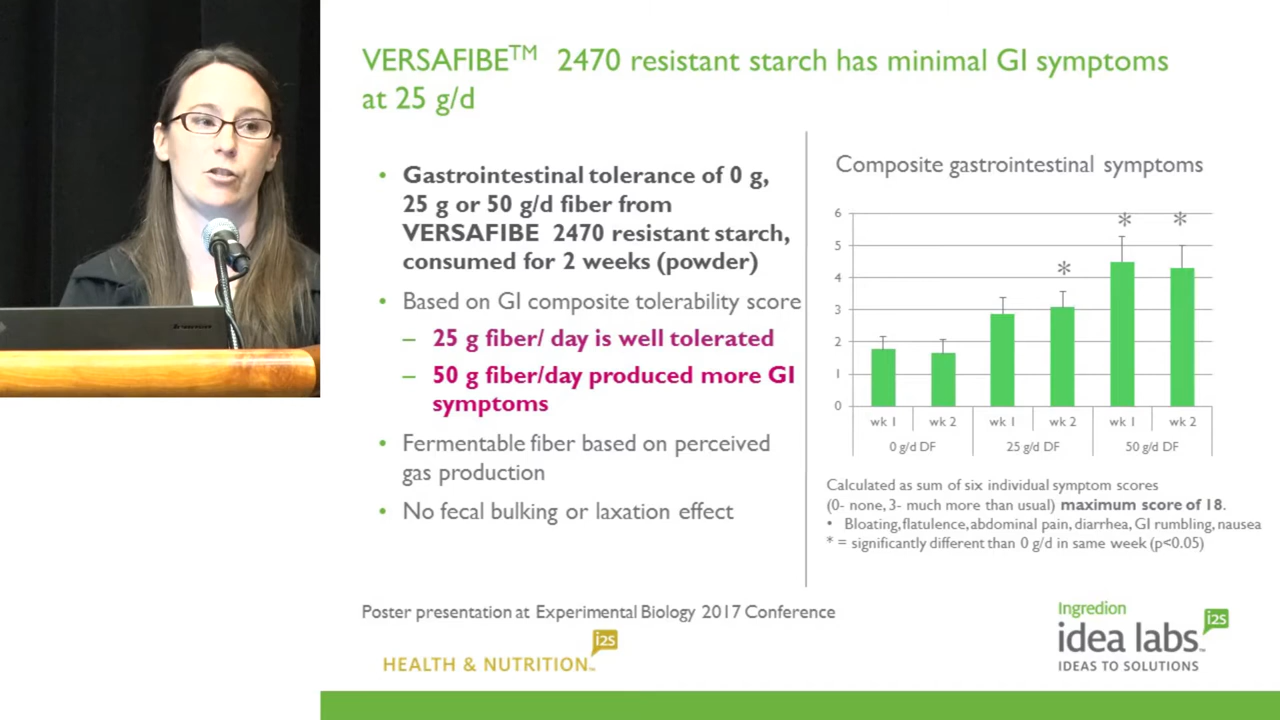 VERSAFIBE™ 2470 resistant starch has minimal GI symptoms
at 25 g/d
• Gastrointestinal tolerance of 0 g,
25 g or 50 g/d fiber from
VERSAFIBE 2470 resistant starch,
consumed for 2 weeks (powder)
• Based on GI composite tolerability score
– 25 g fiber/ day is well tolerated
– 50 g fiber/day produced more GI
symptoms
• Fermentable fiber based on perceived
gas production
• No fecal bulking or laxation effect
Composite gastrointestinal symptoms
6
5
4
3
2
1
0
* * *
wk 1 wk 2 wk 1 wk 2 wk 1 wk 2
0 g/d DF 25 g/d DF 50 g/d DF
Calculated as sum of six individual symptom scores
(0- none, 3- much more than usual) maximum score of 18.
• Bloating, flatulence, abdominal pain, diarrhea, GI rumbling, nausea
* = significantly different than 0 g/d in same week (p<0.05)
Poster presentation at Experimental Biology 2017 Conference
i2s
HEALTH & NUTRITION™
Ingredion
i2s
idea labs™
IDEAS TO SOLUTIONS